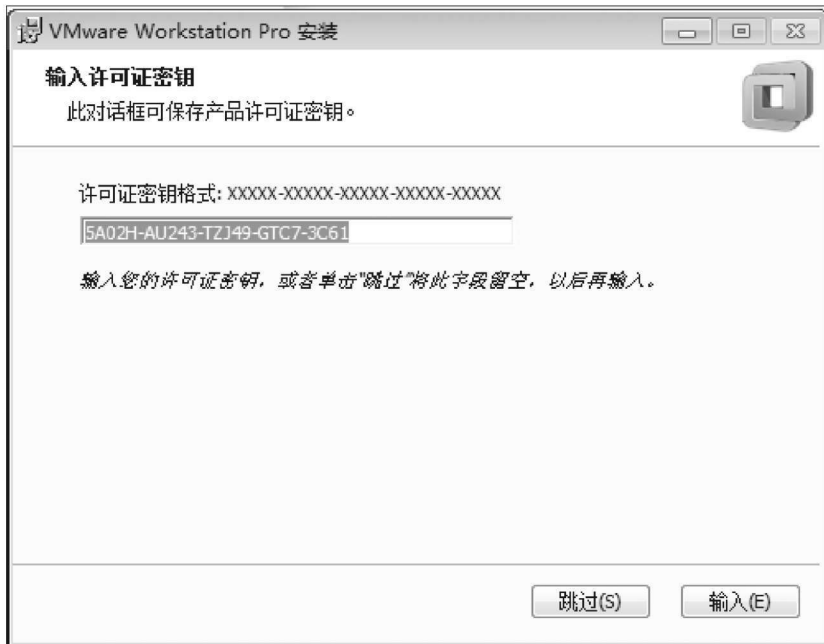 VMware Workstation Pro 安装
输入许可证密钥
此对话框可保存产品许可证密钥。
许可证密钥格式: XXXXX-XXXXX-XXXXX-XXXXX-XXXXX
5A02H-AU243-TZJ49-GTC7-3C61
输入您的许可证密钥，或者单击"跳过"将此字段留空，以后再输入。
跳过(S) 输入(E)